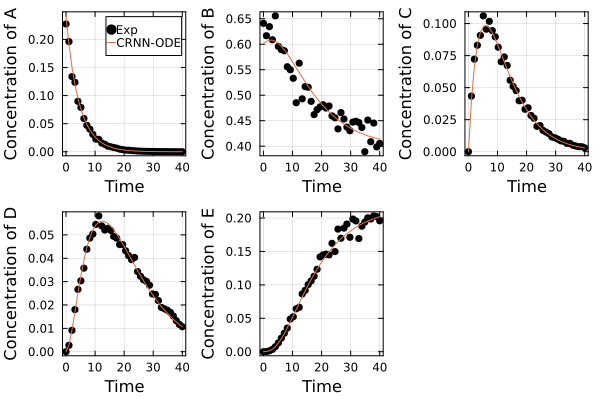 Concentration of A
0.20
0.15
0.10
0.05
0.00
0 10 20 30 40
Time
Exp
CRNN-ODE
Concentration of B
0.65
0.60
0.55
0.50
0.45
0.40
0 10 20 30 40
Time
Concentration of C
0.100
0.075
0.050
0.025
0.000
0 10 20 30 40
Time
Concentration of D
0.05
0.04
0.03
0.02
0.01
0.00
0 10 20 30 40
Time
Concentration of E
0.20
0.15
0.10
0.05
0.00
0 10 20 30 40
Time